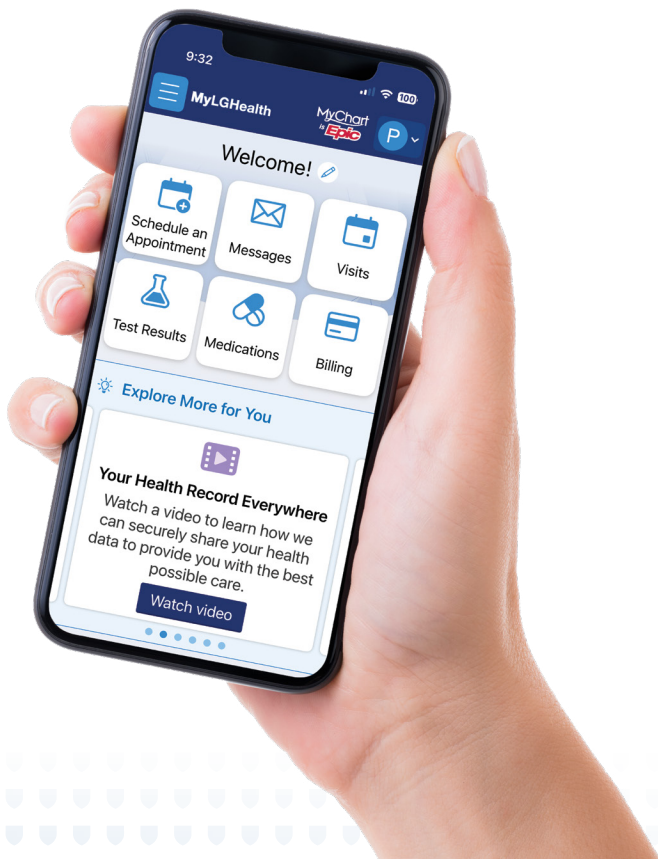 9:32
100
MyLGHealth
MyChart
is Epic
P
Welcome!
Schedule an
Appointment
Messages
Visits
Test Results
Medications
Billing
Explore More for You
Your Health Record Everywhere
Watch a video to learn how we
can securely share your health
data to provide you with the best
possible care.
Watch video